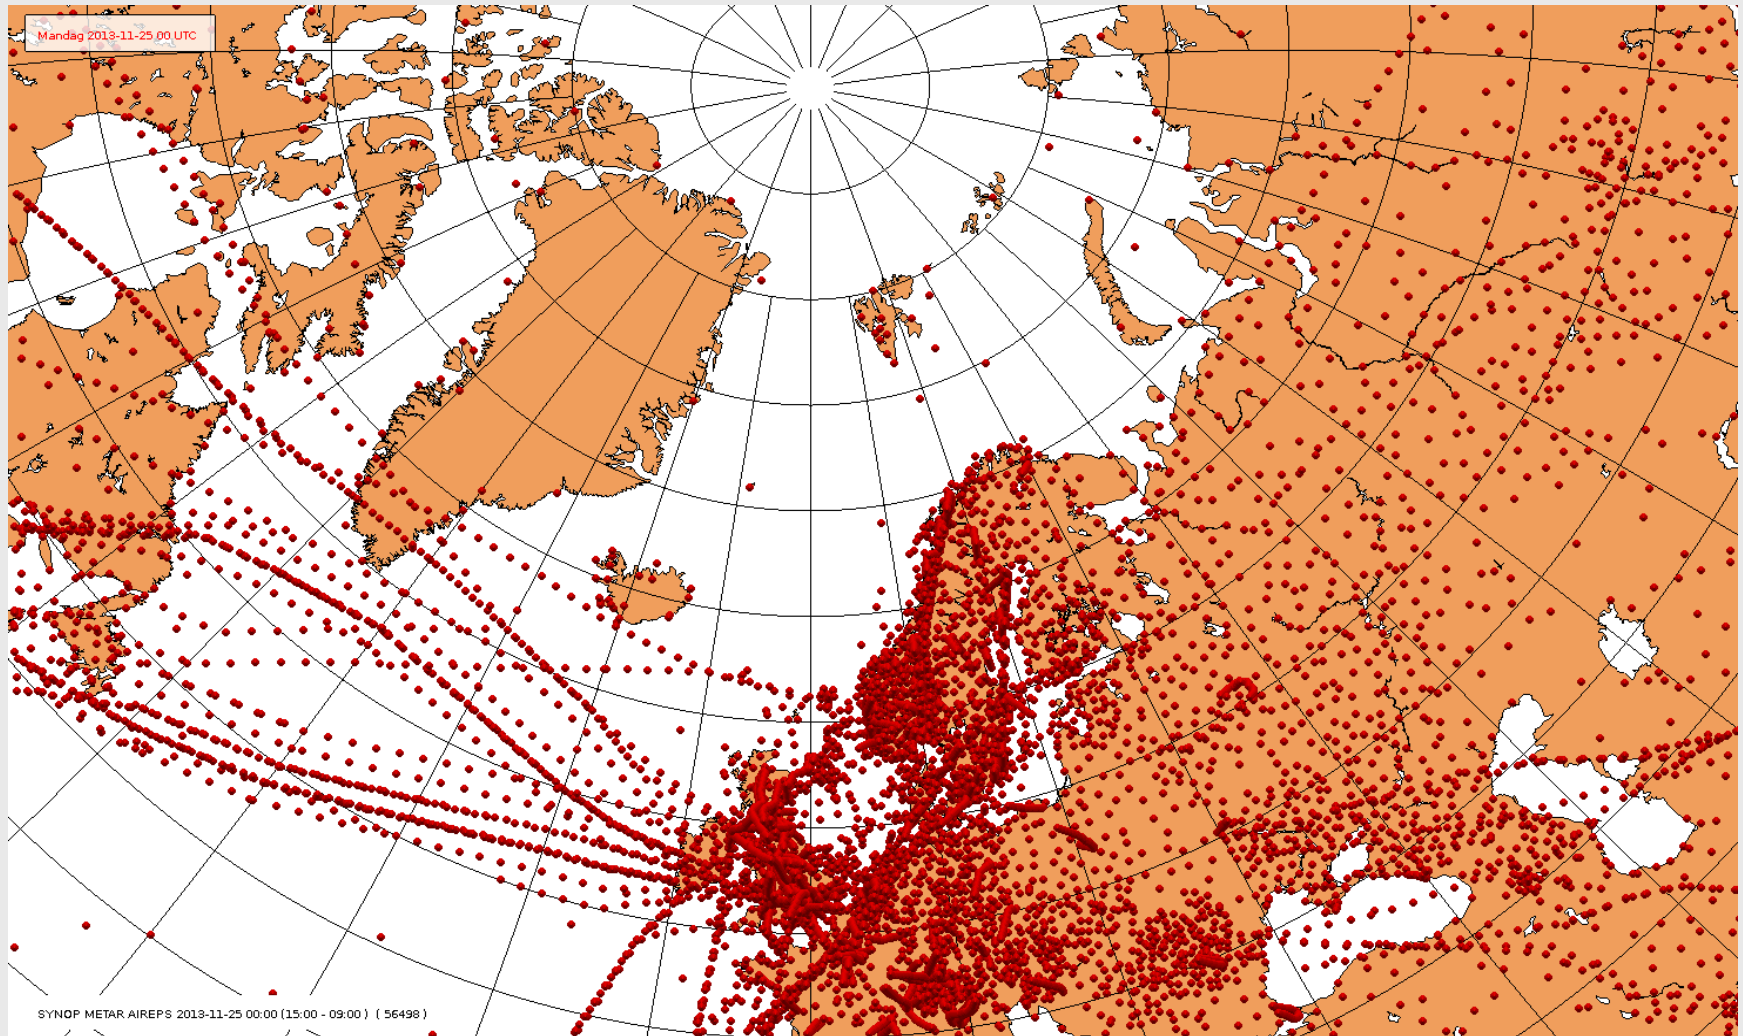 Mandag 2013-11-25 00 UTC
SYNOP METAR AIREPS 2013-11-25 00:00 (15:00 - 09:00 ) ( 56498 )